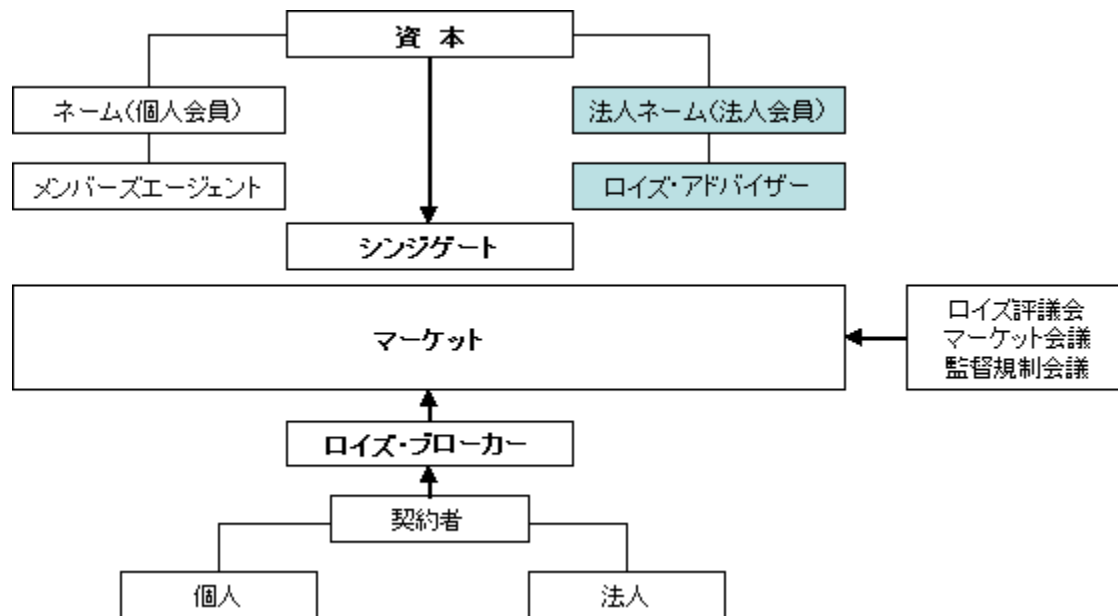 資 本
ネーム(個人会員)
法人ネーム(法人会員)
メンバーズエージェント
ロイズ・アドバイザー
シンジゲート
マーケット
ロイズ評議会
マーケット会議
監督規制会議
ロイズ・ブローカー
契約者
個人
法人